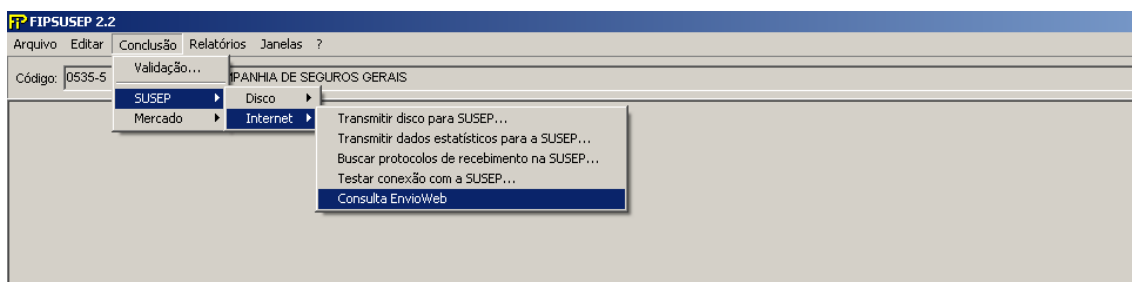 FIPSUSEP 2.2
Arquivo Editar Conclusão Relatórios Janelas ?
Código: 0535-5 MPANHIA DE SEGUROS GERAIS
Validação...
SUSEP Disco
Mercado Internet
Transmitir disco para SUSEP...
Transmitir dados estatísticos para a SUSEP...
Buscar protocolos de recebimento na SUSEP...
Testar conexão com a SUSEP...
Consulta EnvioWeb